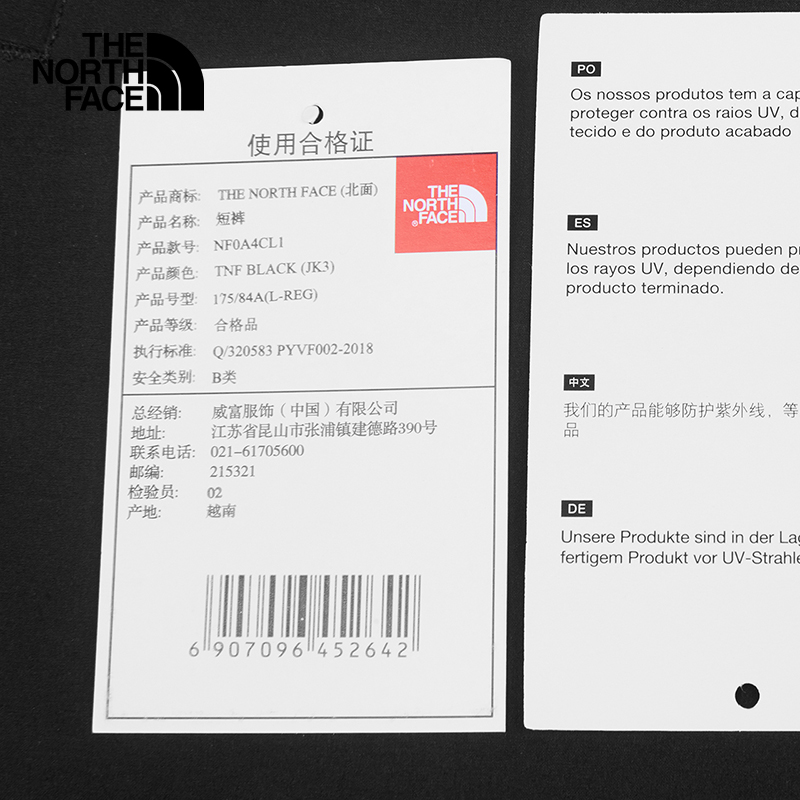 THE
NORTH
FACE
使用合格证
产品商标: THE NORTH FACE (北面)
产品名称: 短裤
产品款号: NF0A4CL1
产品颜色: TNF BLACK (JK3)
产品号型: 175/84A(L-REG)
产品等级: 合格品
执行标准: Q/320583 PYVF002-2018
安全类别: B类
THE
NORTH
FACE
®
总经销: 威富服饰（中国）有限公司
地址: 江苏省昆山市张浦镇建德路390号
联系电话: 021-61705600
邮编: 215321
检验员: 02
产地: 越南
6 907096 452642
PO
Os nossos produtos tem a cap
proteger contra os raios UV, d
tecido e do produto acabado
ES
Nuestros productos pueden pr
los rayos UV, dependiendo de
producto terminado.
中文
我们的产品能够防护紫外线，等
品
DE
Unsere Produkte sind in der Lag
fertigem Produkt vor UV-Strahle